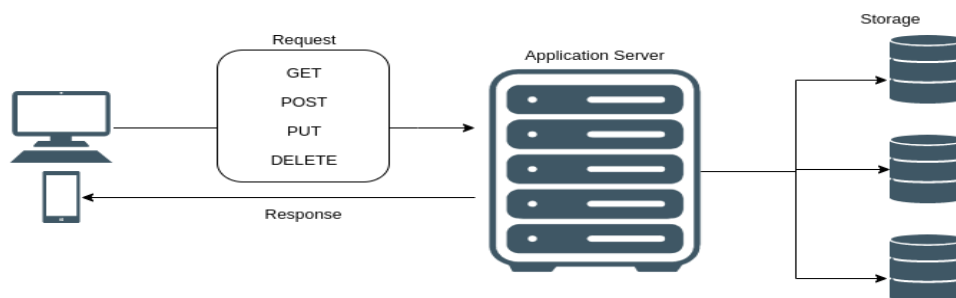 Request
GET
POST
PUT
DELETE
Response
Application Server
Storage